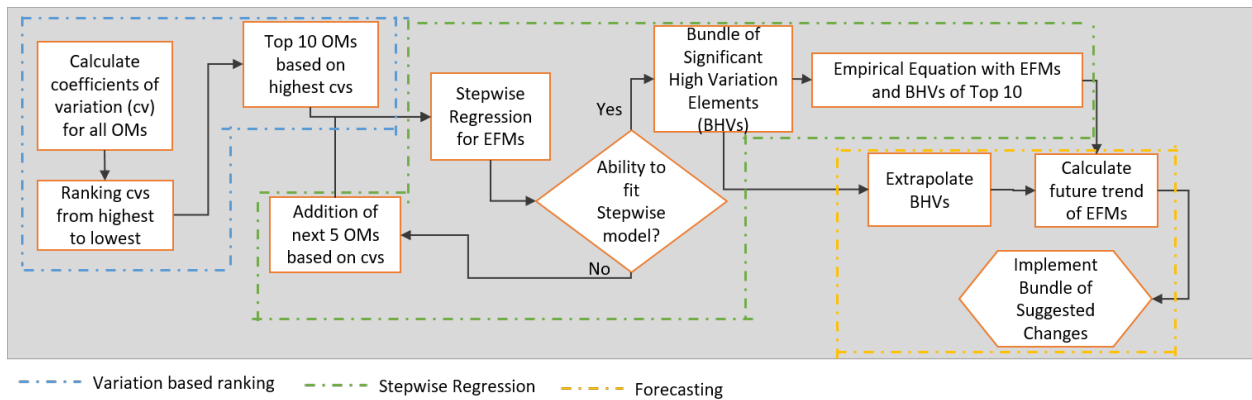 Calculate
coefficients of
variation (cv)
for all OMs
Ranking cvs
from highest
to lowest
Top 10 OMs
based on
highest cvs
Stepwise
Regression
for EFMs
Ability to
fit
Stepwise
model?
Yes
No
Addition of
next 5 OMs
based on cvs
Bundle of
Significant
High Variation
Elements
(BHVs)
Empirical Equation with EFMs
and BHVs of Top 10
Extrapolate
BHVs
Calculate
future trend
of EFMs
Implement
Bundle of
Suggested
Changes
Variation based ranking
Stepwise Regression
Forecasting